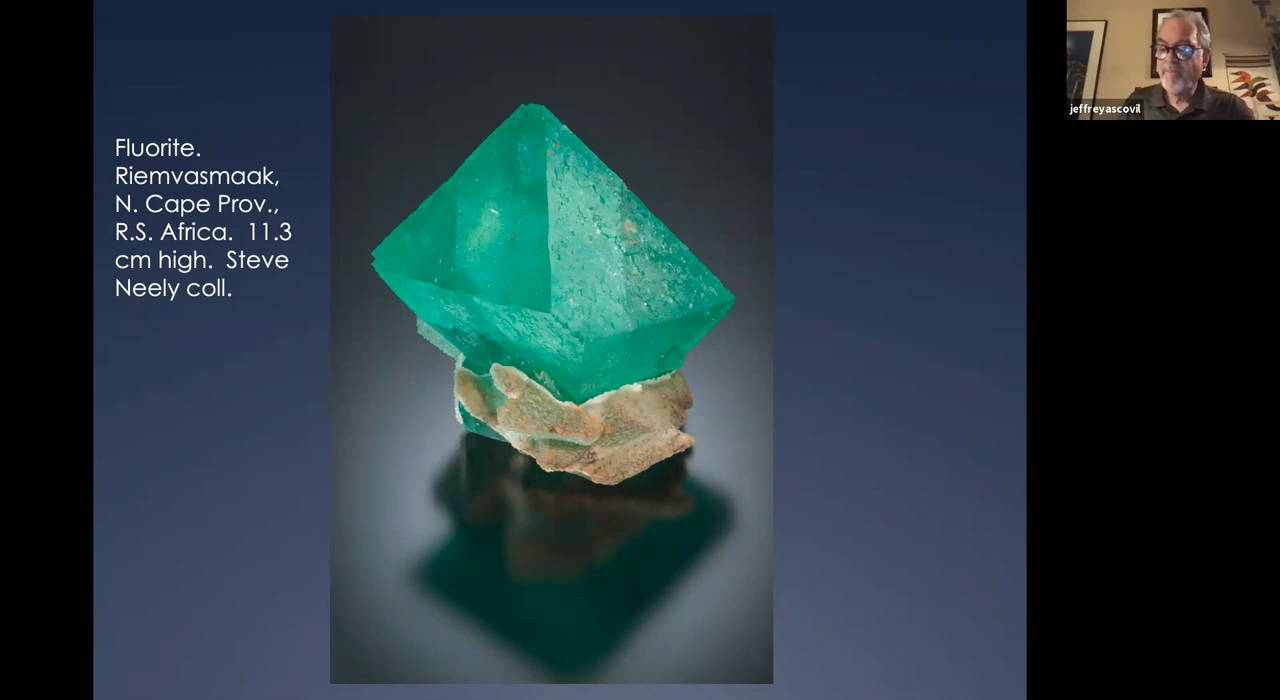 Fluorite.
Riemvasmaak,
N. Cape Prov.,
R.S. Africa.  11.3
cm high.  Steve
Neely coll.
jeffreyascovil